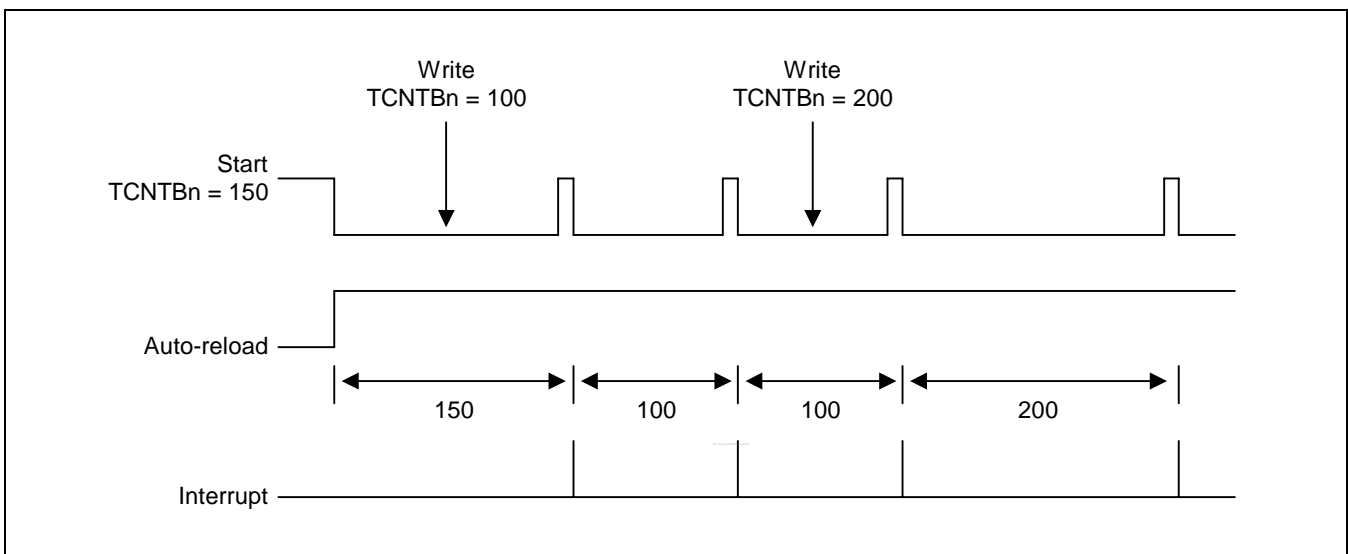 Write
TCNTBn = 100
Write
TCNTBn = 200
Start
TCNTBn = 150
Auto-reload
150
100
100
200
Interrupt